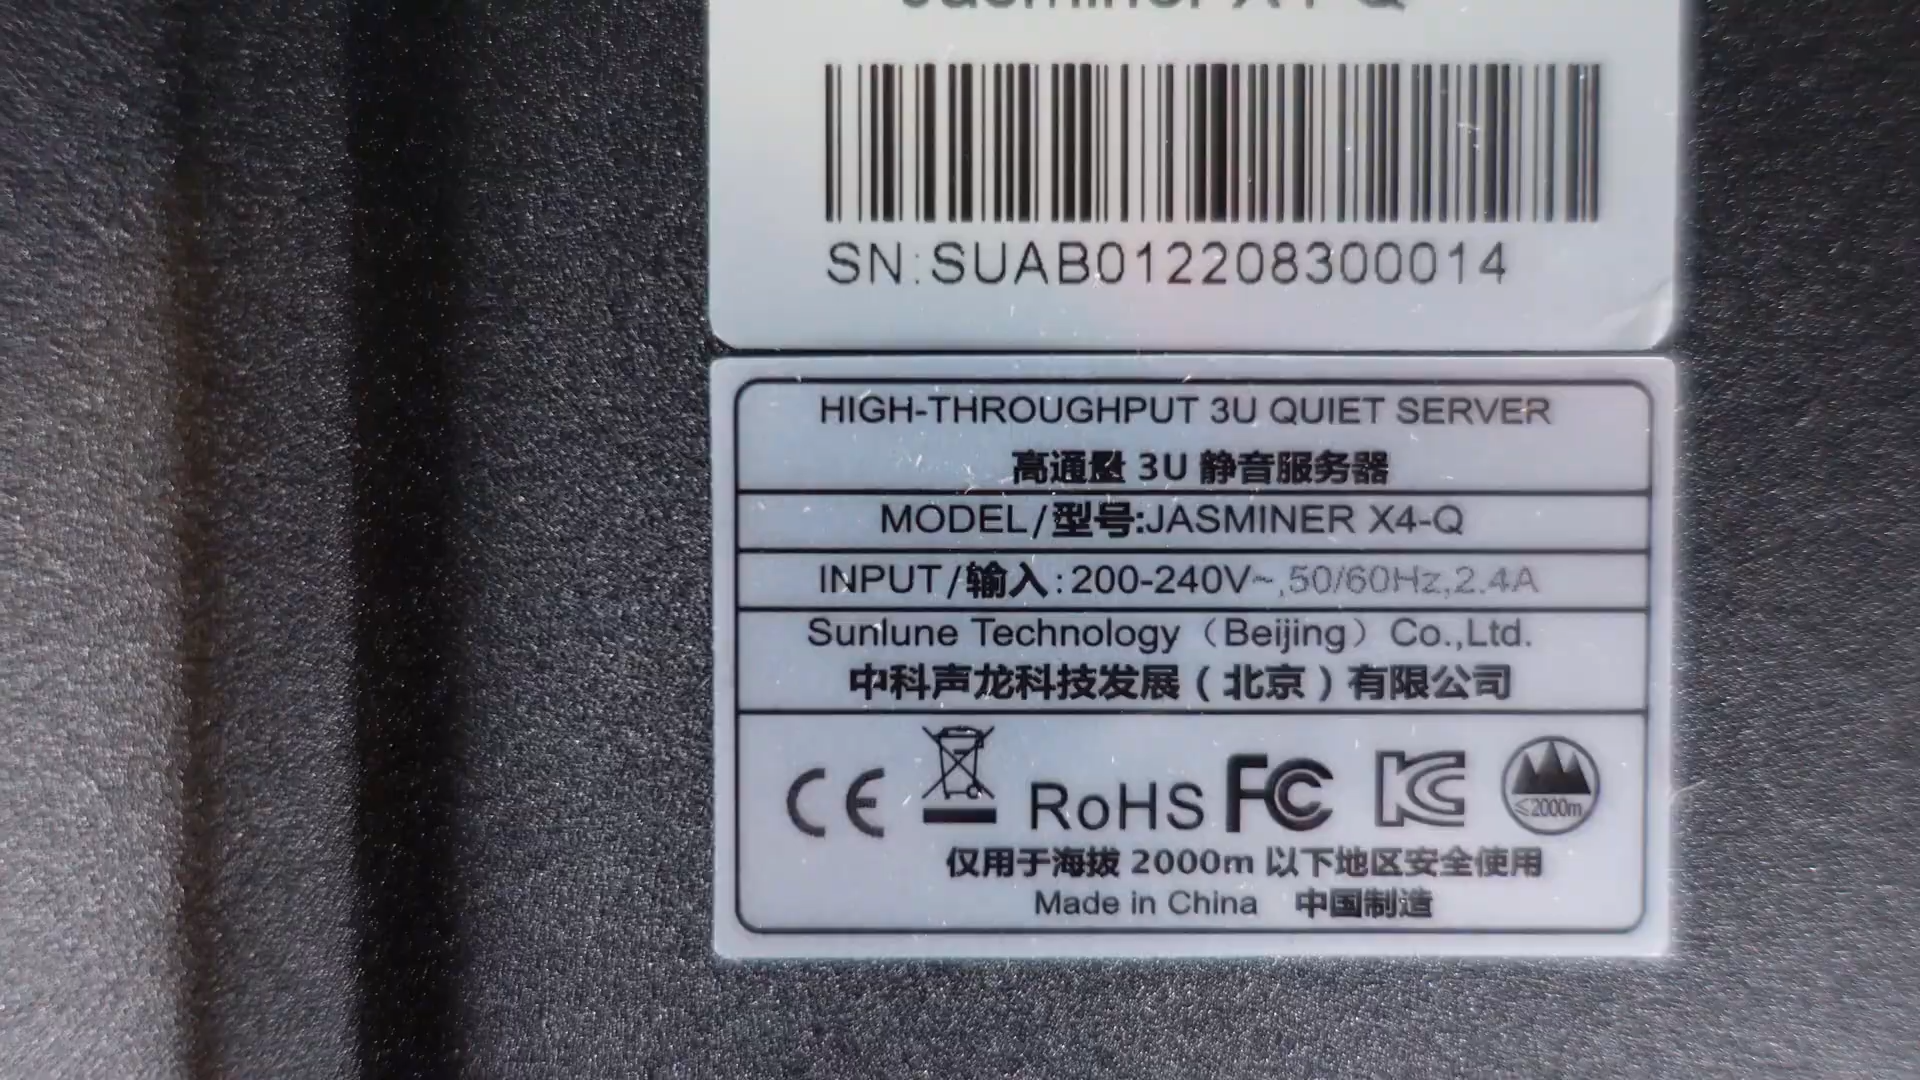 Jasminer X4-Q
SN:SUAB012208300014
HIGH-THROUGHPUT 3U QUIET SERVER
高通量 3U 静音服务器
MODEL/型号:JASMINER X4-Q
INPUT/输入:200-240V~,50/60Hz,2.4A
Sunlune Technology（Beijing）Co.,Ltd.
中科声龙科技发展（北京）有限公司
CE RoHS FC KC ≤2000m
仅用于海拔 2000m 以下地区安全使用
Made in China 中国制造